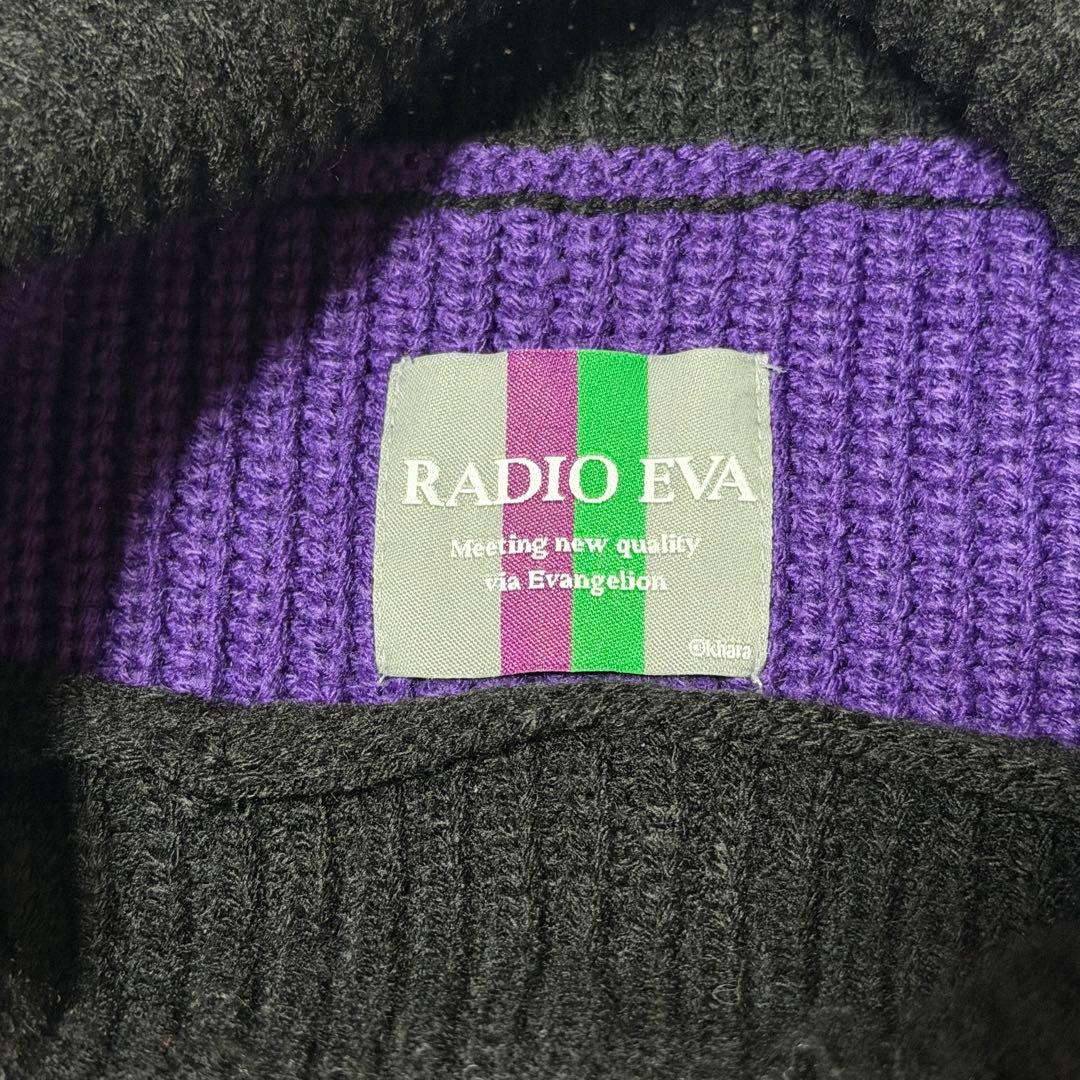 RADIO EVA
Meeting new quality
via Evangelion
©khara